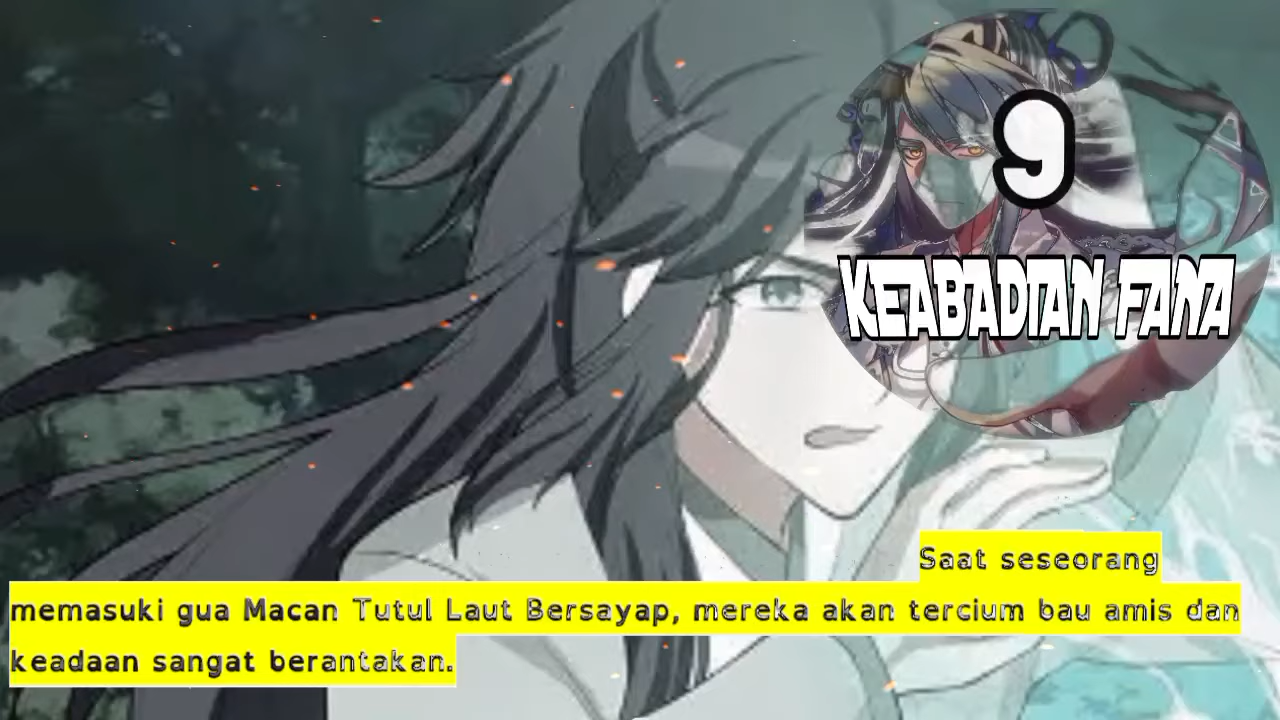 9
KEABADIAN FANA
Saat seseorang
memasuki gua Macan Tutul Laut Bersayap, mereka akan tercium bau amis dan
keadaan sangat berantakan.